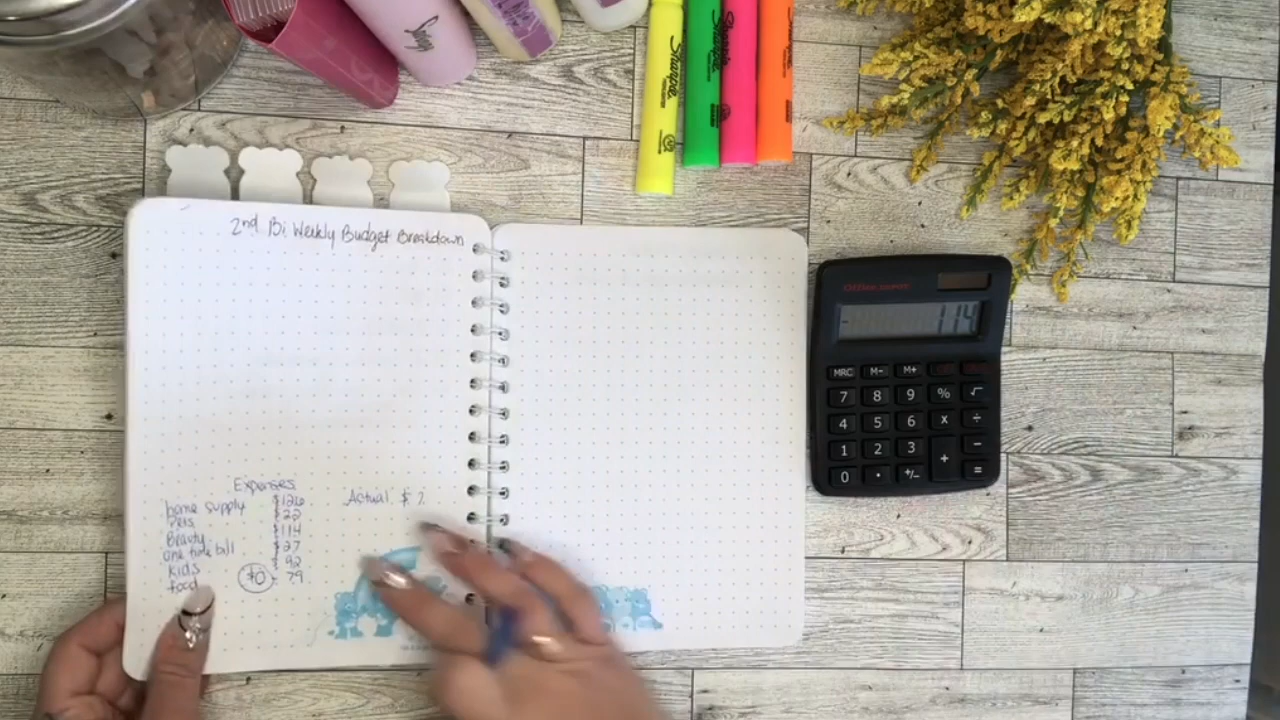 Sharpie
Sharpie
Sharpie
2nd Bi Weekly Budget Breakdown
Office DEPOT
114
MRC M- M+
7 8 9 % √
4 5 6 x ÷
1 2 3 + −
0 • +/- =
Expenses
home supply $126
Pets $22
Beauty $114
one time bill $27
Kids $92
food $0 79
Actual $